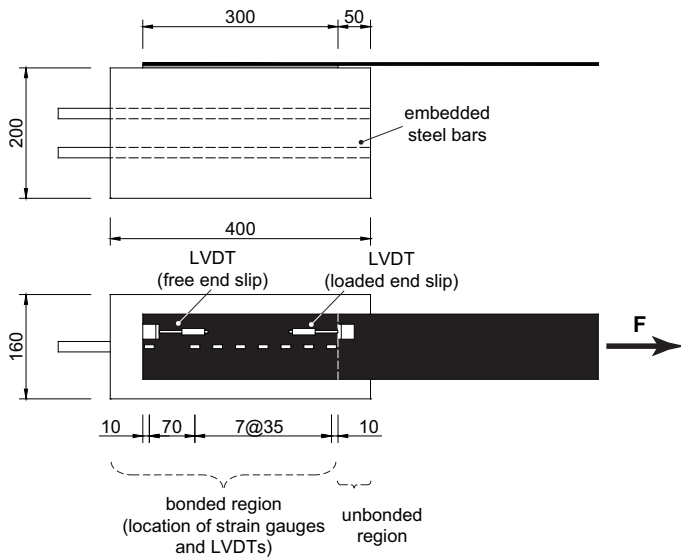 300
50
200
embedded
steel bars
400
LVDT
(free end slip)
LVDT
(loaded end slip)
160
F
10
70
7@35
10
bonded region
(location of strain gauges
and LVDTs)
unbonded
region